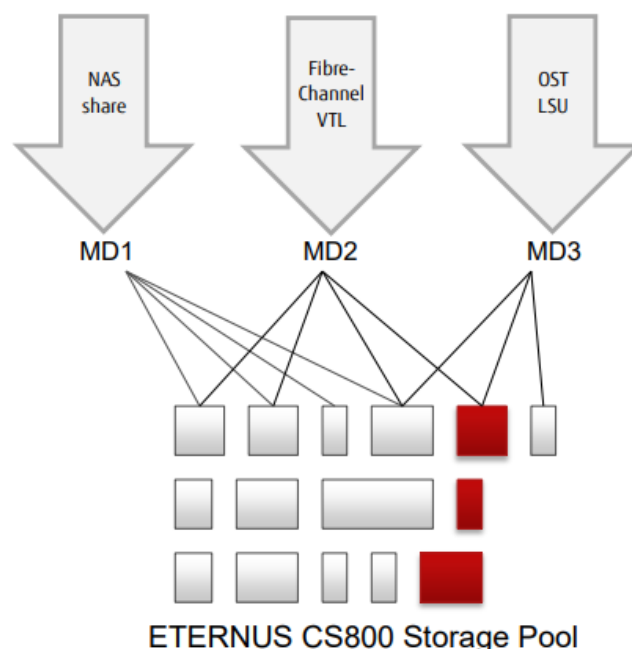 NAS
share
Fibre-
Channel
VTL
OST
LSU
MD1
MD2
MD3
ETERNUS CS800 Storage Pool